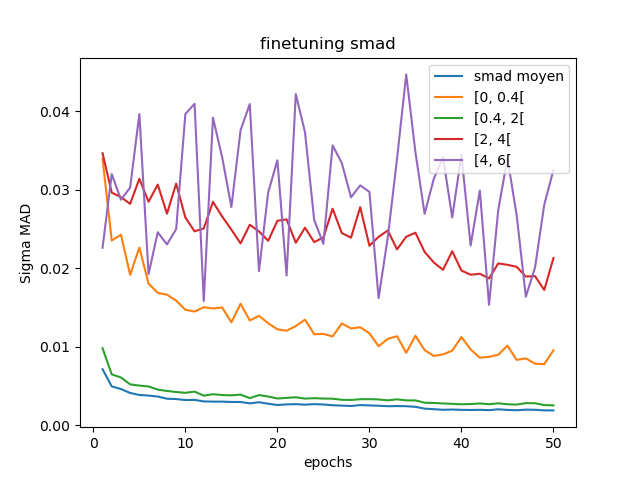 finetuning smad
smad moyen
[0, 0.4[
[0.4, 2[
[2, 4[
[4, 6[
Sigma MAD
0.04
0.03
0.02
0.01
0.00
0 10 20 30 40 50
epochs